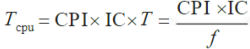 T_cpu = CPI × IC × T = CPI × IC / f